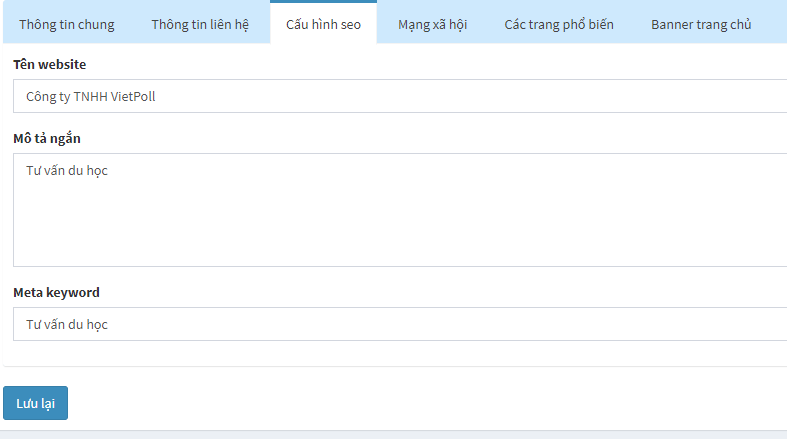 Thông tin chung Thông tin liên hệ Cấu hình seo Mạng xã hội Các trang phổ biến Banner trang chủ
Tên website
Công ty TNHH VietPoll
Mô tả ngắn
Tư vấn du học
Meta keyword
Tư vấn du học
Lưu lại